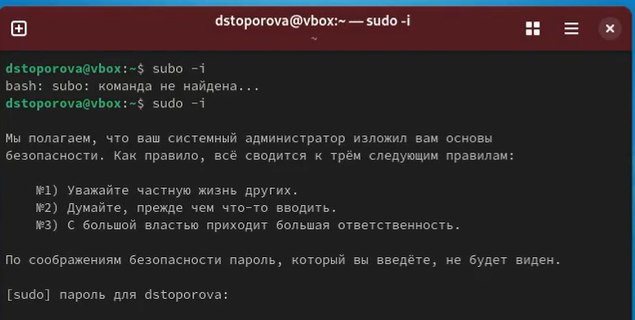 dstoporova@vbox:~ — sudo -i
~
dstoporova@vbox:~$ subo -i
bash: subo: команда не найдена...
dstoporova@vbox:~$ sudo -i
Мы полагаем, что ваш системный администратор изложил вам основы
безопасности. Как правило, всё сводится к трём следующим правилам:
№1) Уважайте частную жизнь других.
№2) Думайте, прежде чем что-то вводить.
№3) С большой властью приходит большая ответственность.
По соображениям безопасности пароль, который вы введёте, не будет виден.
[sudo] пароль для dstoporova: